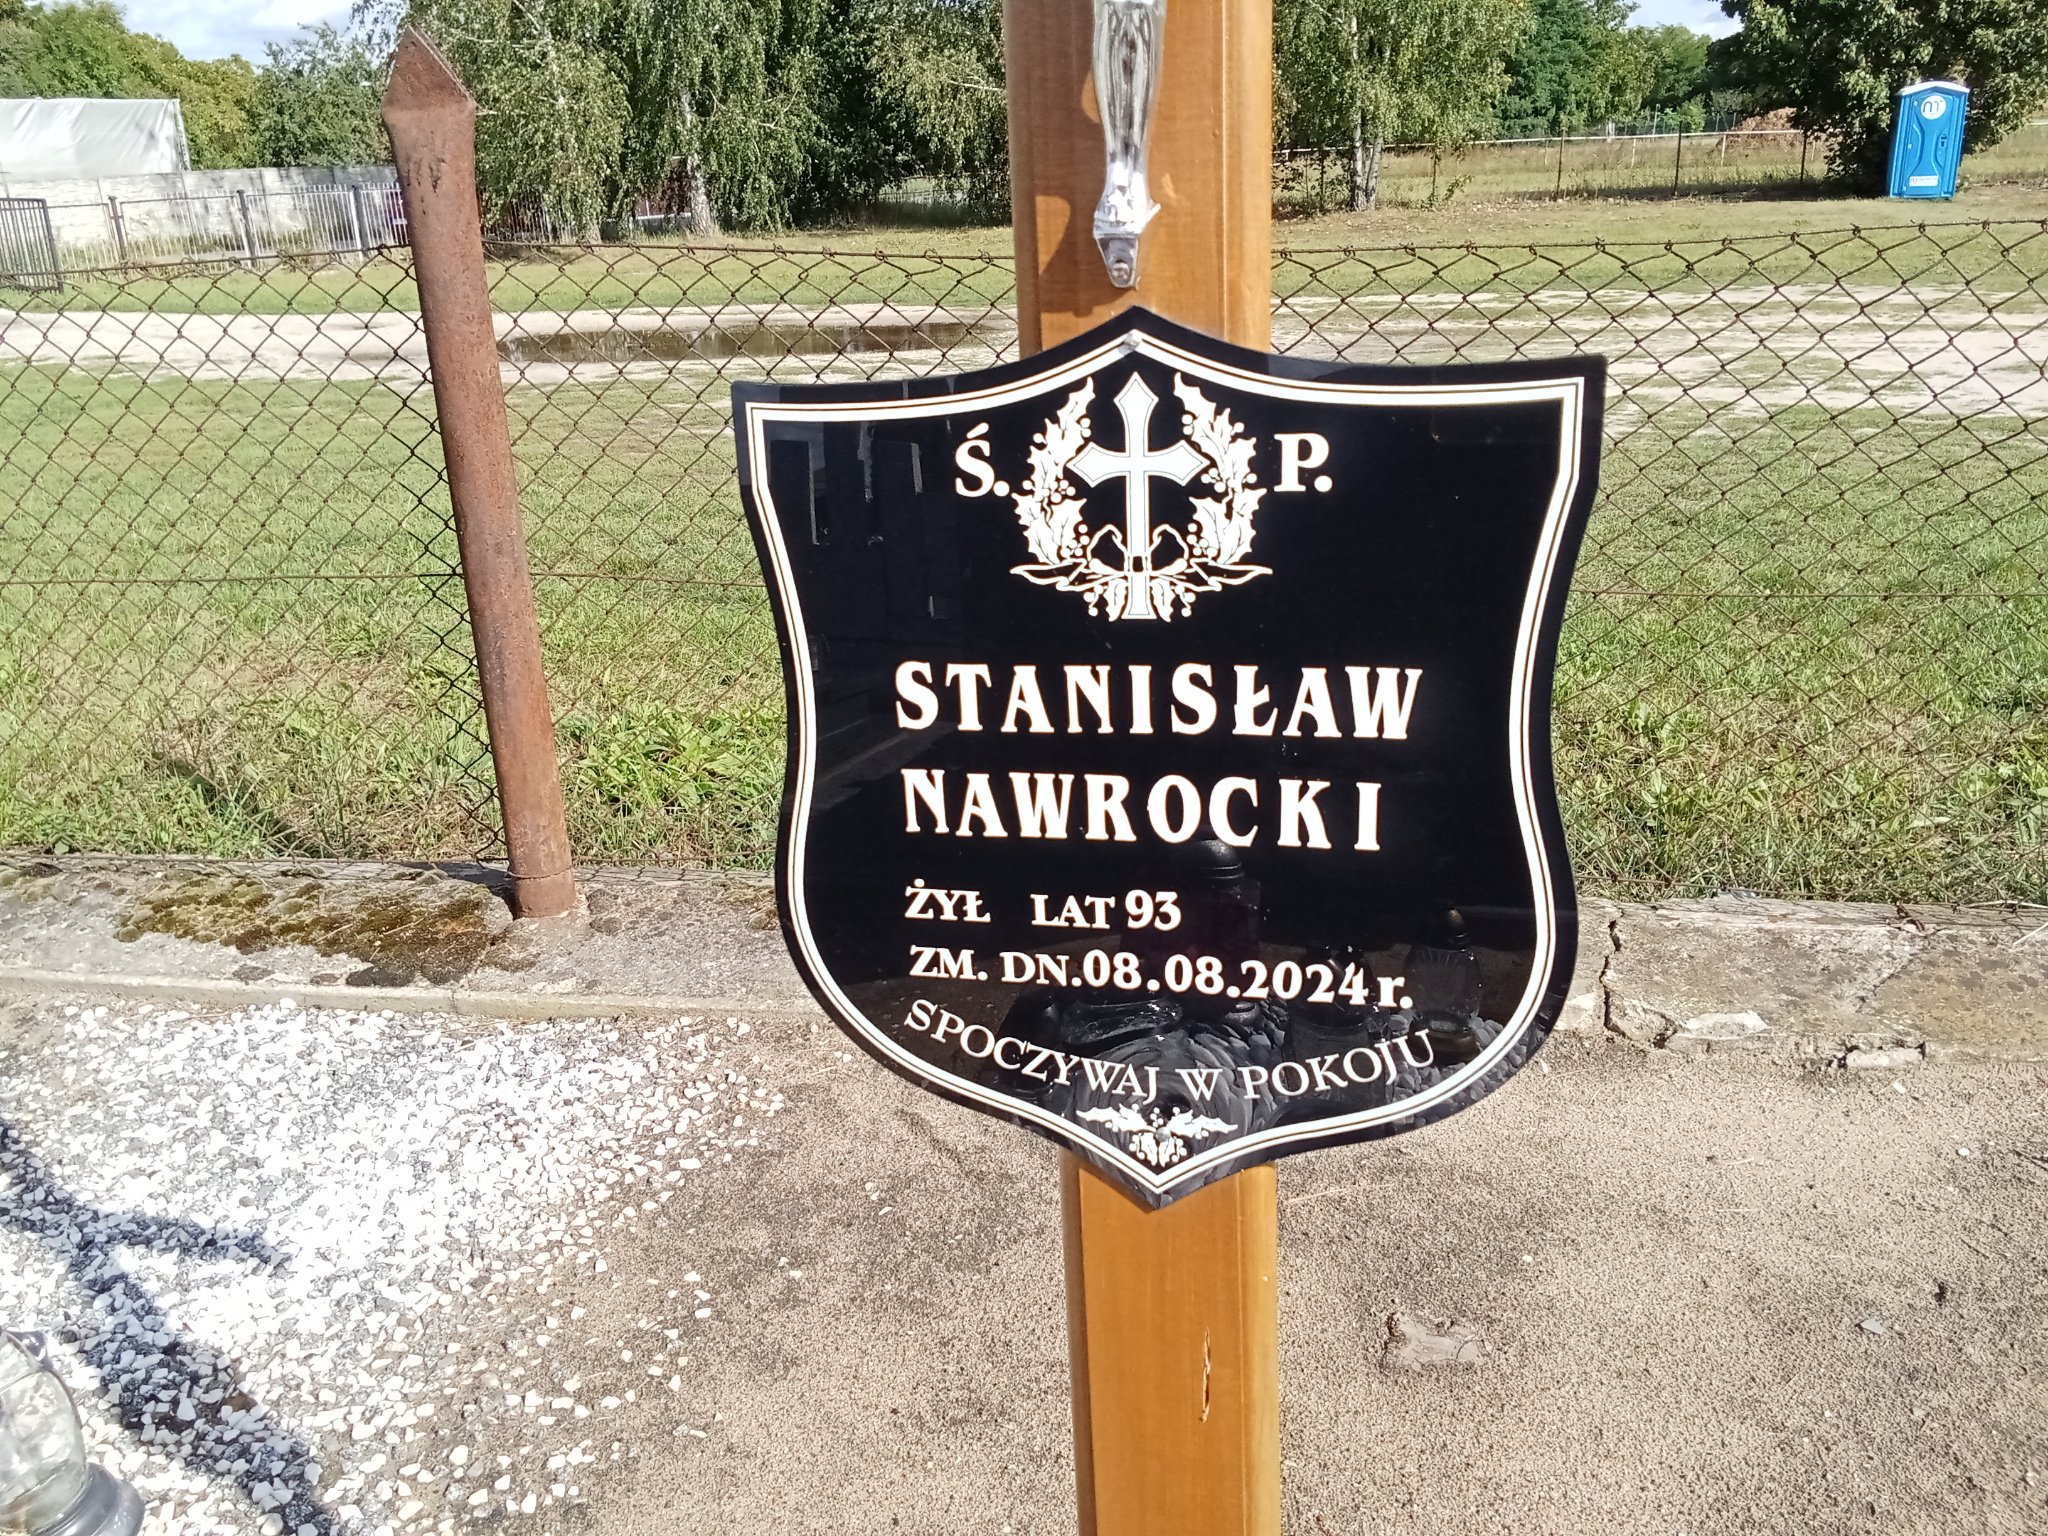 Ś. P.
STANISŁAW
NAWROCKI
ŻYŁ LAT 93
ZM. DN.08.08.2024 r.
SPOCZYWAJ W POKOJU